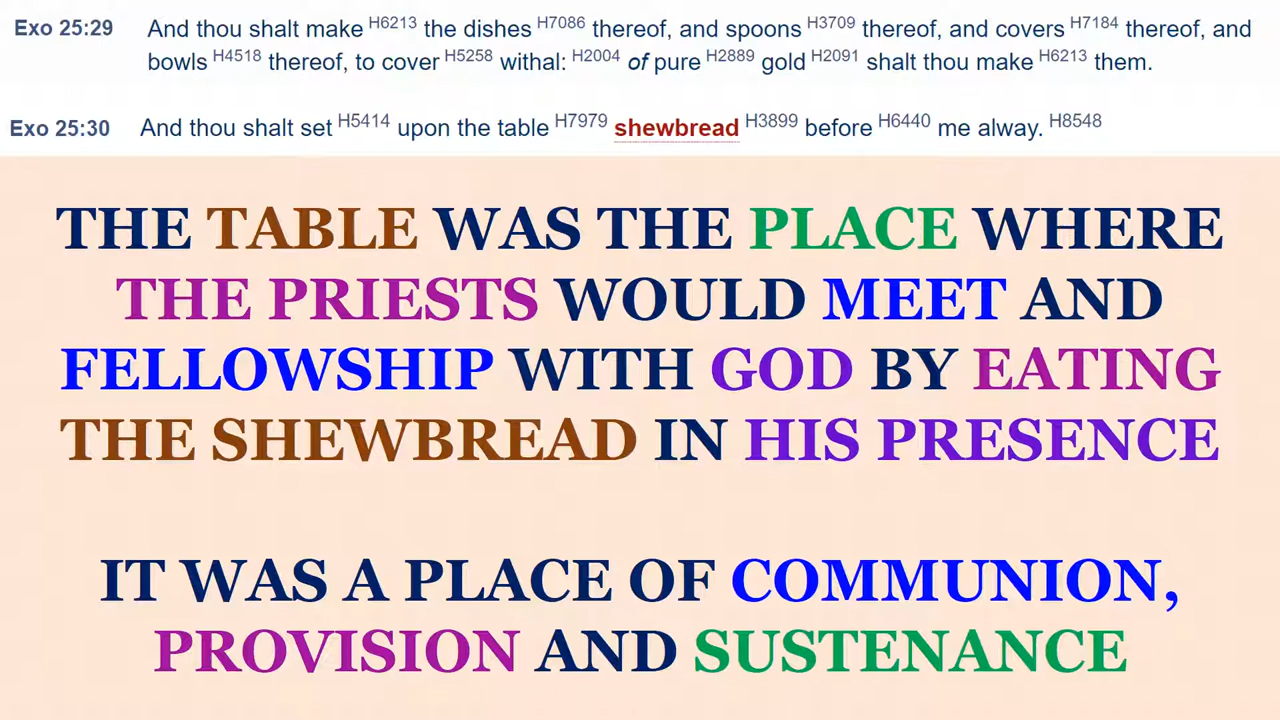 Exo 25:29 And thou shalt make H6213 the dishes H7086 thereof, and spoons H3709 thereof, and covers H7184 thereof, and
bowls H4518 thereof, to cover H5258 withal: H2004 of pure H2889 gold H2091 shalt thou make H6213 them.
Exo 25:30 And thou shalt set H5414 upon the table H7979 shewbread H3899 before H6440 me alway. H8548
THE TABLE WAS THE PLACE WHERE
THE PRIESTS WOULD MEET AND
FELLOWSHIP WITH GOD BY EATING
THE SHEWBREAD IN HIS PRESENCE
IT WAS A PLACE OF COMMUNION,
PROVISION AND SUSTENANCE